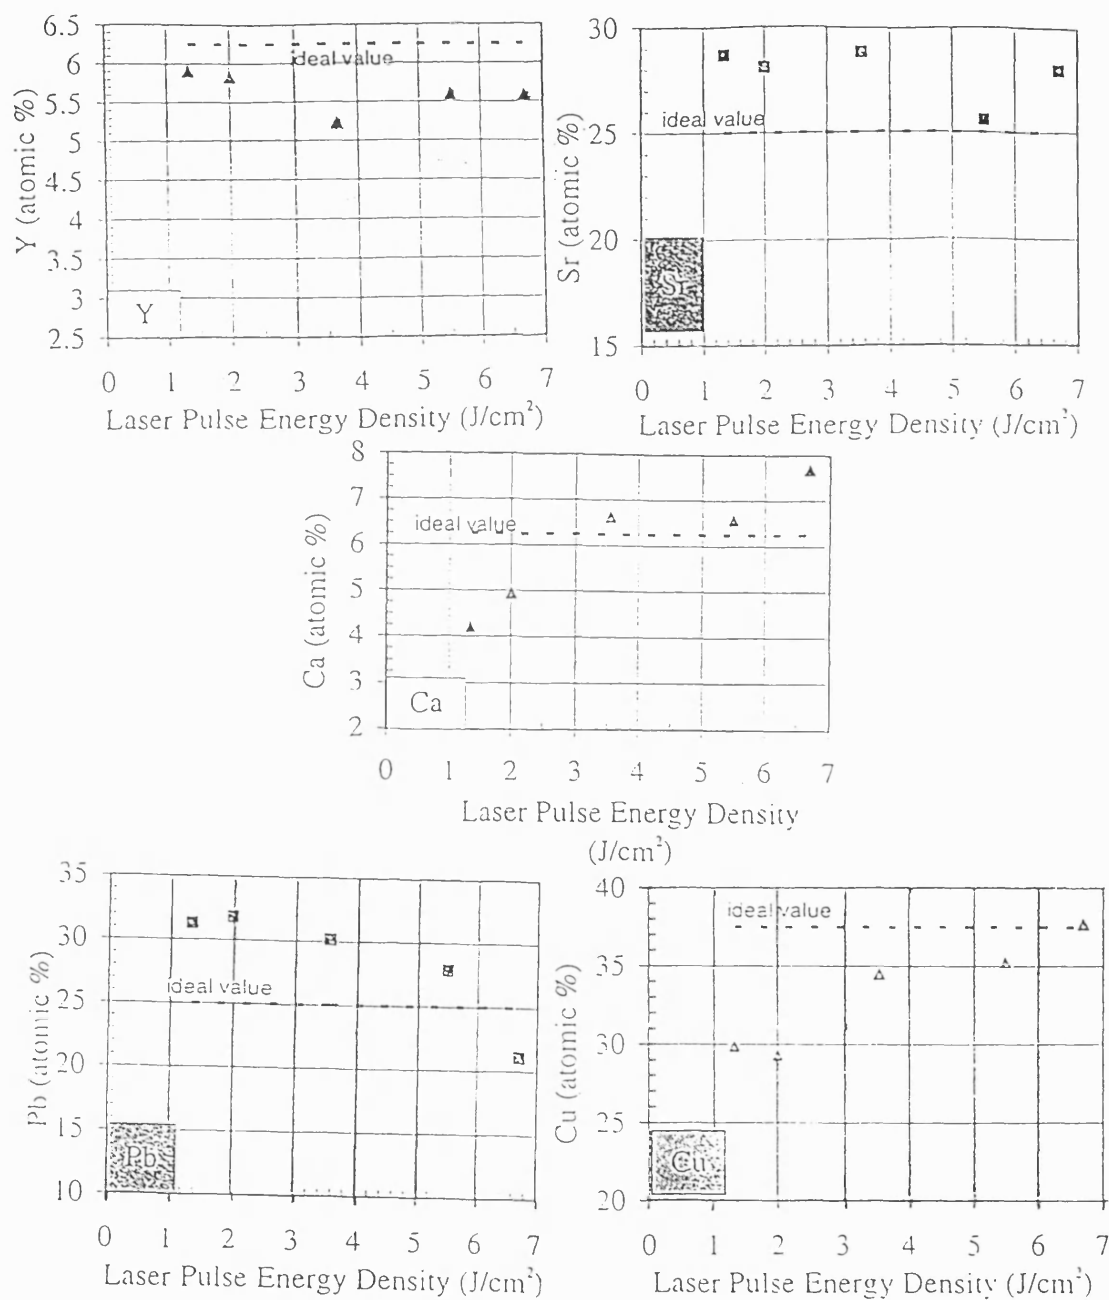 6.5
6
5.5
5
4.5
4
3.5
3
2.5
Y (atomic %)
ideal value
Y
0 1 2 3 4 5 6 7
Laser Pulse Energy Density (J/cm²)
30
25
20
15
Sr (atomic %)
ideal value
Sr
0 1 2 3 4 5 6 7
Laser Pulse Energy Density (J/cm²)
8
7
6
5
4
3
2
Ca (atomic %)
ideal value
Ca
0 1 2 3 4 5 6 7
Laser Pulse Energy Density
(J/cm²)
35
30
25
20
15
10
Pb (atomic %)
ideal value
Pb
0 1 2 3 4 5 6 7
Laser Pulse Energy Density (J/cm²)
40
35
30
25
20
Cu (atomic %)
ideal value
Cu
0 1 2 3 4 5 6 7
Laser Pulse Energy Density (J/cm²)